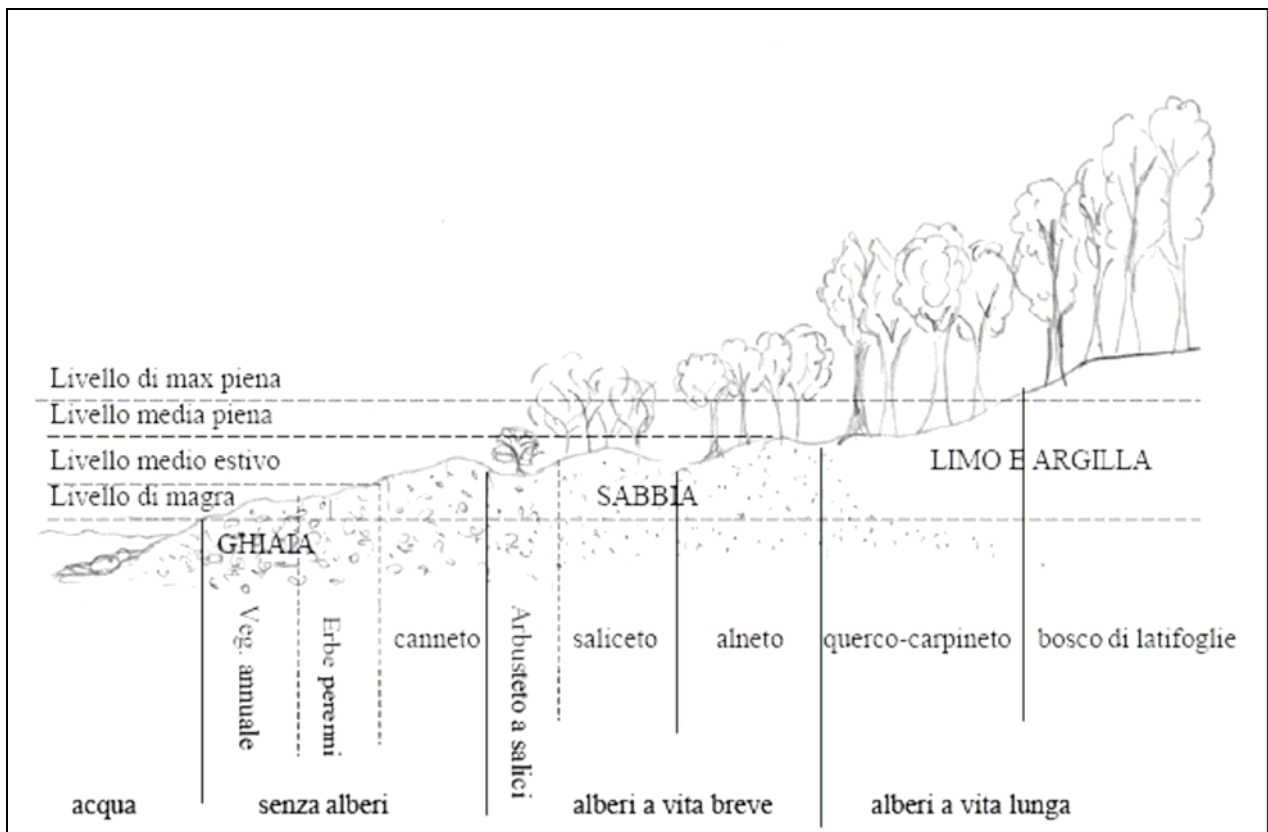 Livello di max piena
Livello media piena
Livello medio estivo
Livello di magra
LIMO E ARGILLA
SABBIA
GHIAIA
Veg. annuale
Erbe perenni
canneto
Arbusteto a salici
saliceto
alneto
querco-carpineto
bosco di latifoglie
acqua
senza alberi
alberi a vita breve
alberi a vita lunga